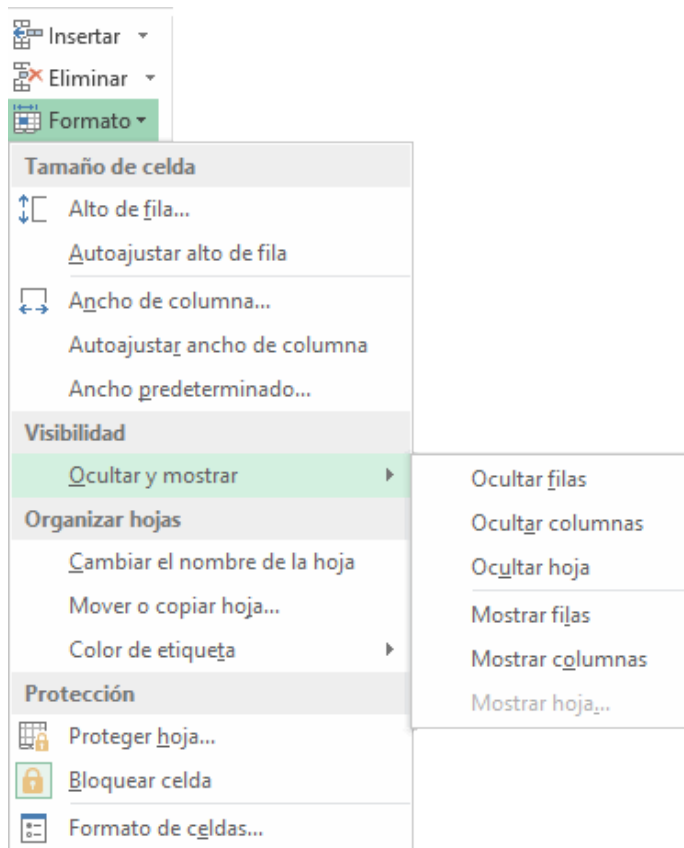 Insertar
Eliminar
Formato
Tamaño de celda
Alto de fila...
Autoajustar alto de fila
Ancho de columna...
Autoajustar ancho de columna
Ancho predeterminado...
Visibilidad
Ocultar y mostrar
Ocultar filas
Ocultar columnas
Ocultar hoja
Mostrar filas
Mostrar columnas
Mostrar hoja...
Organizar hojas
Cambiar el nombre de la hoja
Mover o copiar hoja...
Color de etiqueta
Protección
Proteger hoja...
Bloquear celda
Formato de celdas...